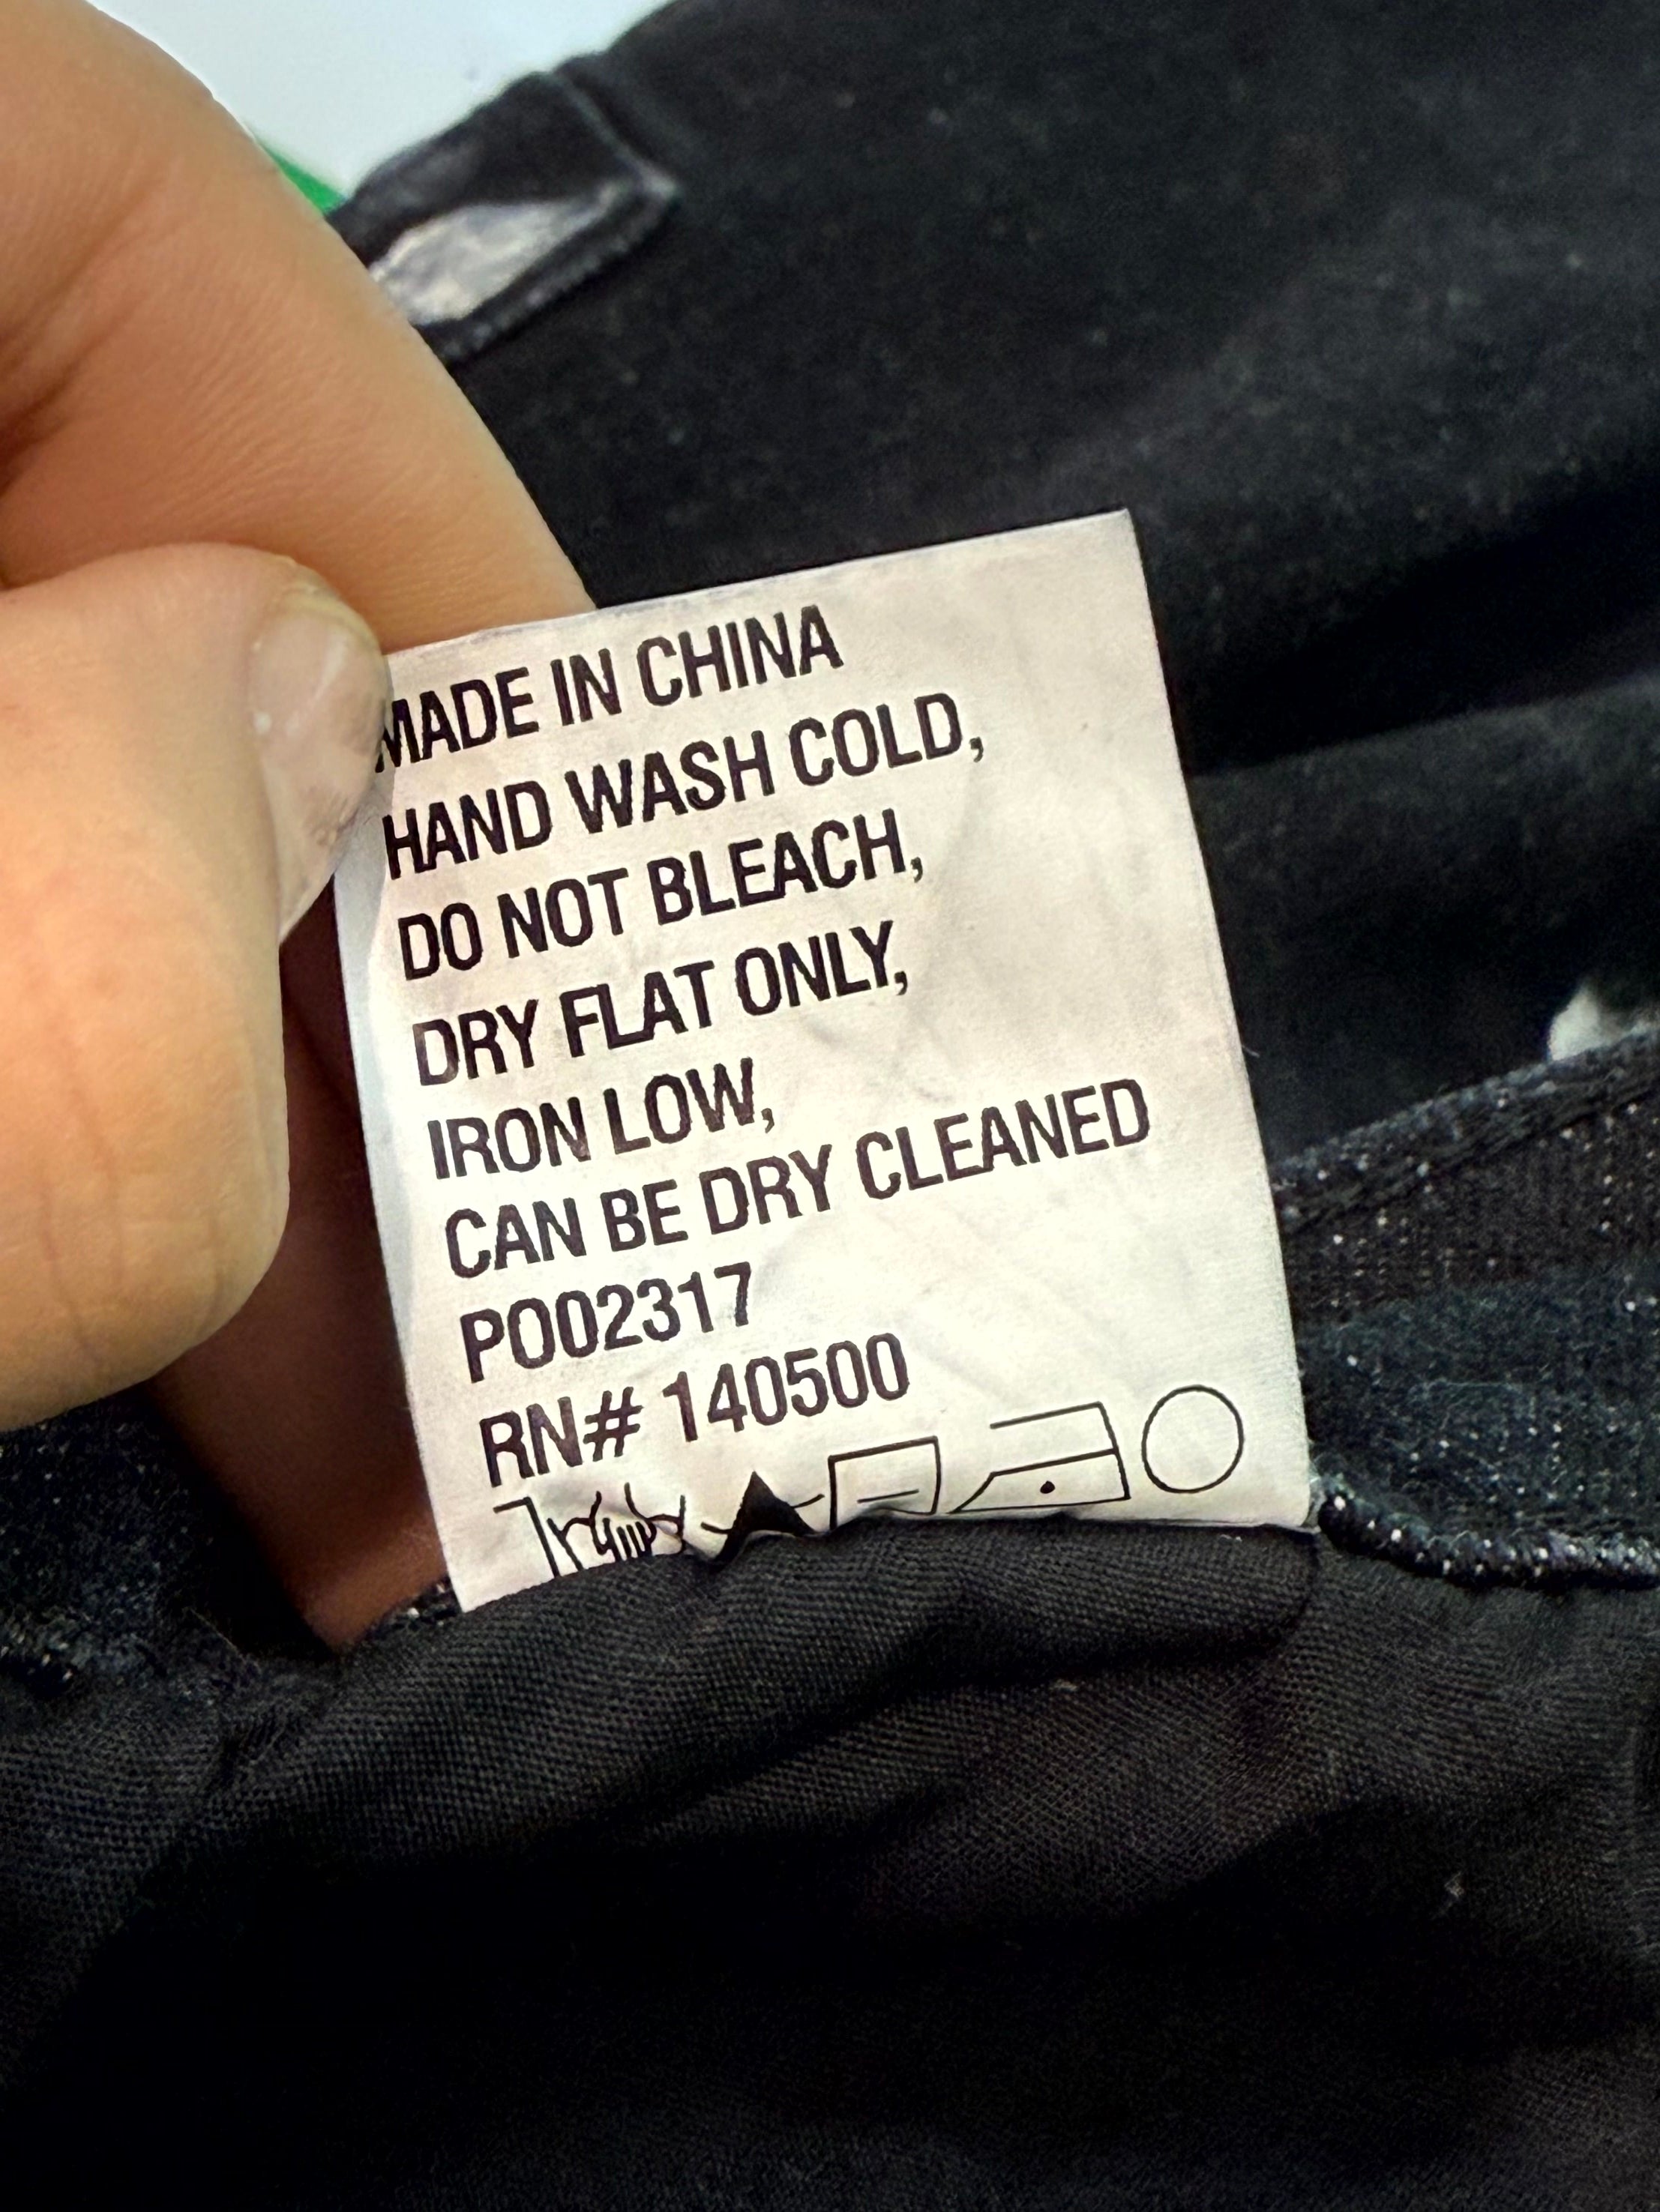 MADE IN CHINA
HAND WASH COLD,
DO NOT BLEACH,
DRY FLAT ONLY,
IRON LOW,
CAN BE DRY CLEANED
PO02317
RN# 140500